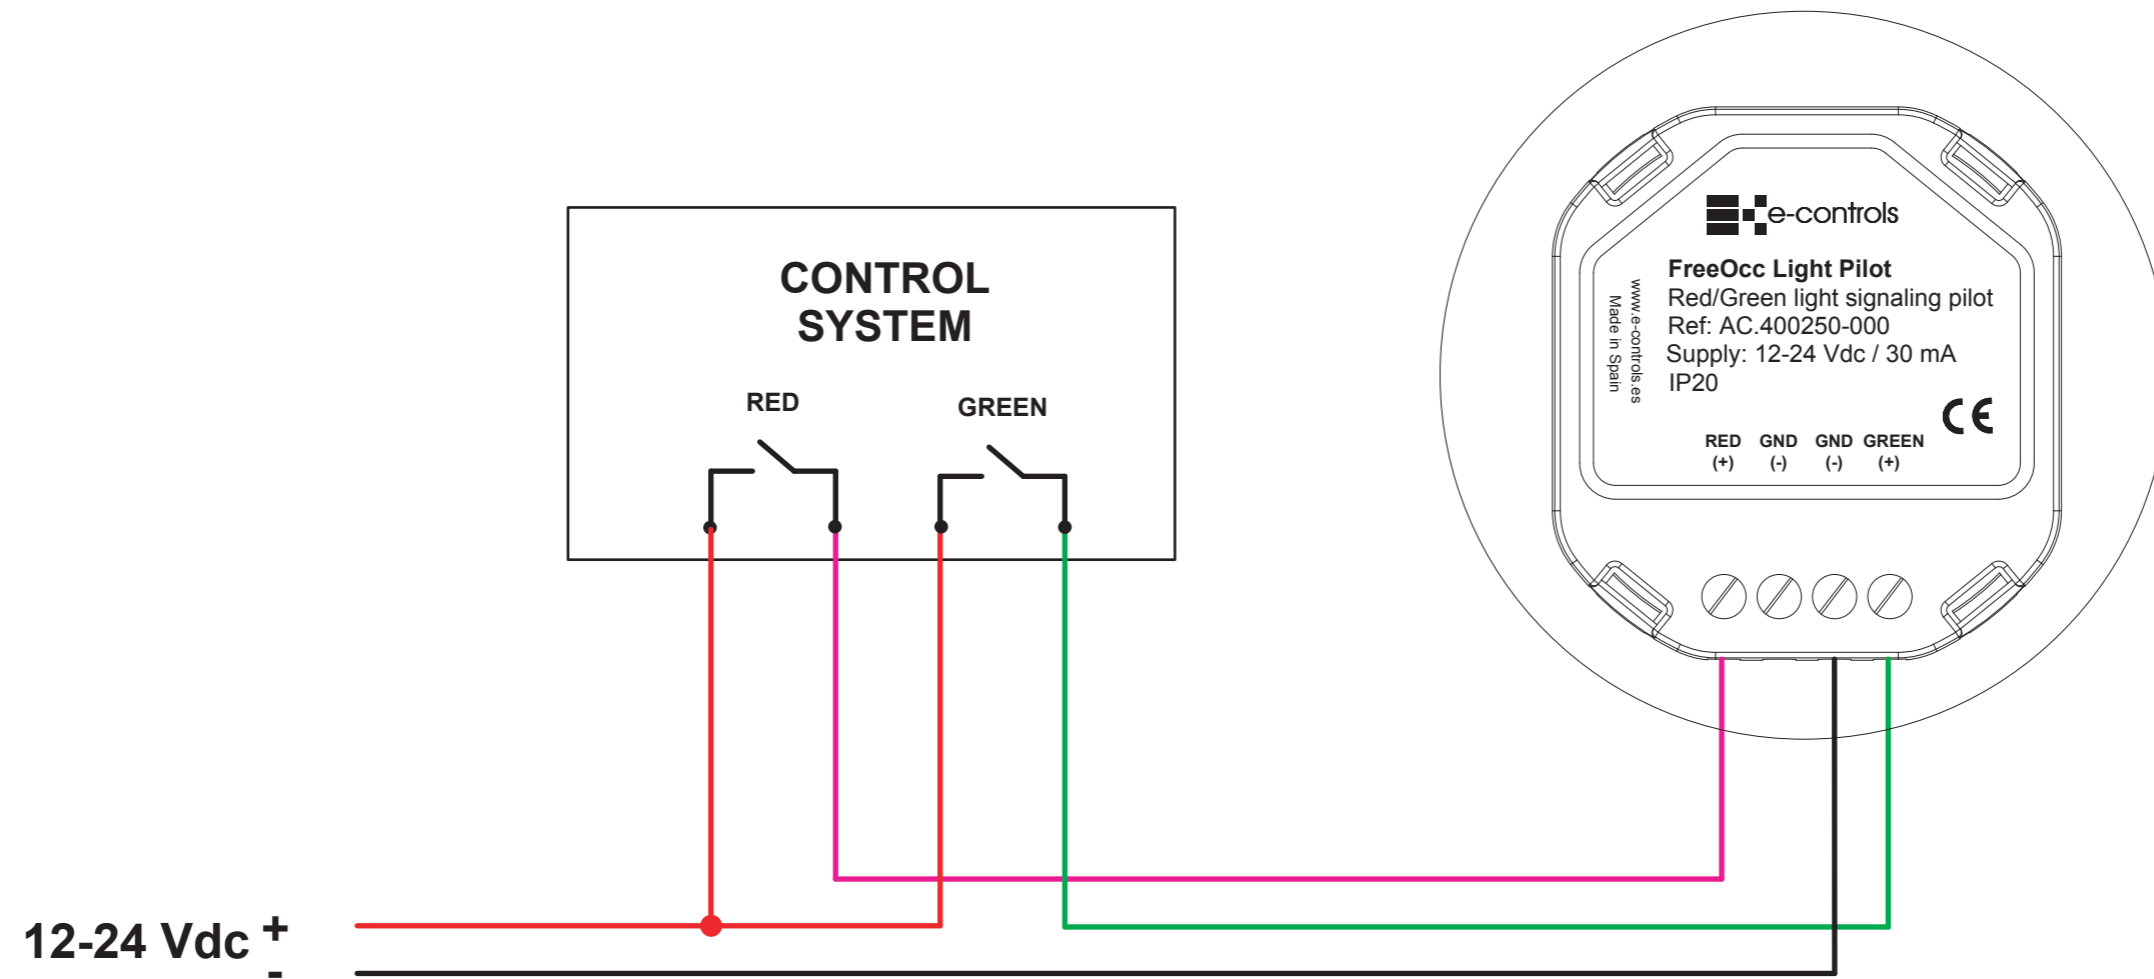 CONTROL
SYSTEM
RED
GREEN
e-controls
FreeOcc Light Pilot
Red/Green light signaling pilot
Ref: AC.400250-000
Supply: 12-24 Vdc / 30 mA
IP20
www.e-controls.es
Made in Spain
CE
RED GND GND GREEN
(+) (-) (-) (+)
12-24 Vdc +
-